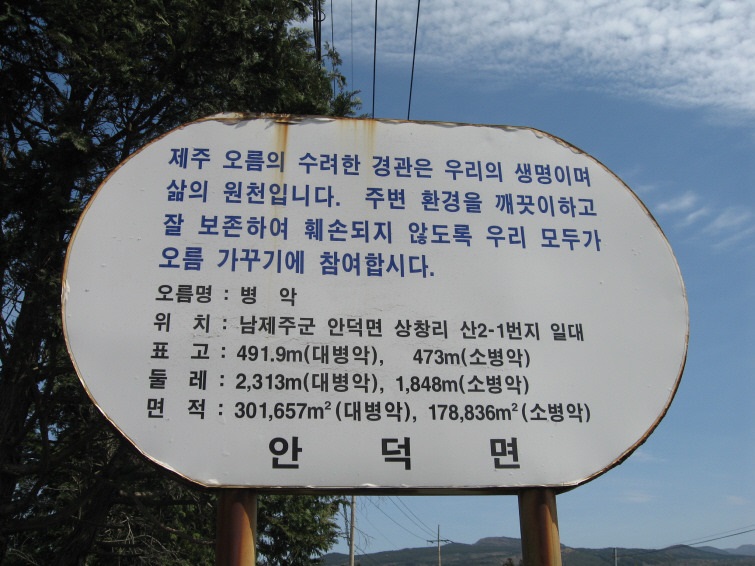 제주 오름의 수려한 경관은 우리의 생명이며
삶의 원천입니다. 주변 환경을 깨끗이하고
잘 보존하여 훼손되지 않도록 우리 모두가
오름 가꾸기에 참여합시다.
오름명 : 병 악
위 치 : 남제주군 안덕면 상창리 산2-1번지 일대
표 고 : 491.9m(대병악), 473m(소병악)
둘 레 : 2,313m(대병악), 1,848m(소병악)
면 적 : 301,657m²(대병악), 178,836m²(소병악)
안 덕 면